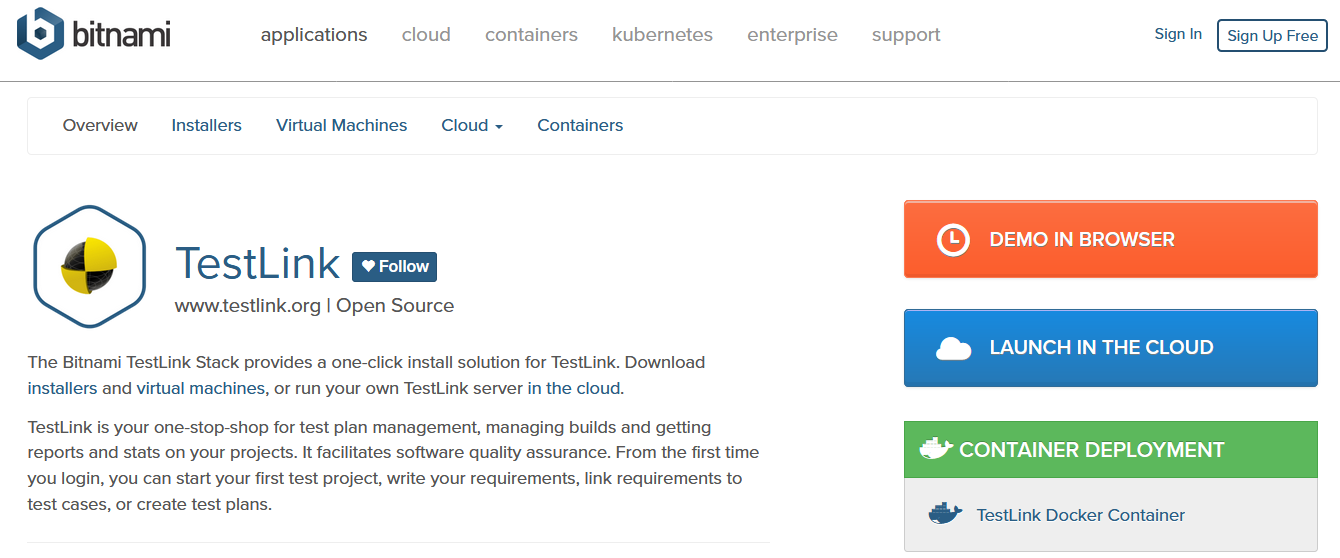 bitnami
applications cloud containers kubernetes enterprise support
Sign In Sign Up Free
Overview Installers Virtual Machines Cloud Containers
TestLink Follow
www.testlink.org | Open Source
The Bitnami TestLink Stack provides a one-click install solution for TestLink. Download
installers and virtual machines, or run your own TestLink server in the cloud.
TestLink is your one-stop-shop for test plan management, managing builds and getting
reports and stats on your projects. It facilitates software quality assurance. From the first time
you login, you can start your first test project, write your requirements, link requirements to
test cases, or create test plans.
DEMO IN BROWSER
LAUNCH IN THE CLOUD
CONTAINER DEPLOYMENT
TestLink Docker Container